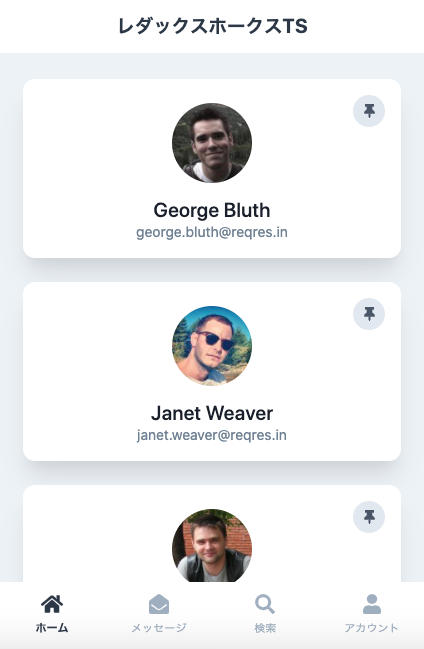 レダックスホークスTS
George Bluth
george.bluth@reqres.in
Janet Weaver
janet.weaver@reqres.in
ホーム
メッセージ
検索
アカウント